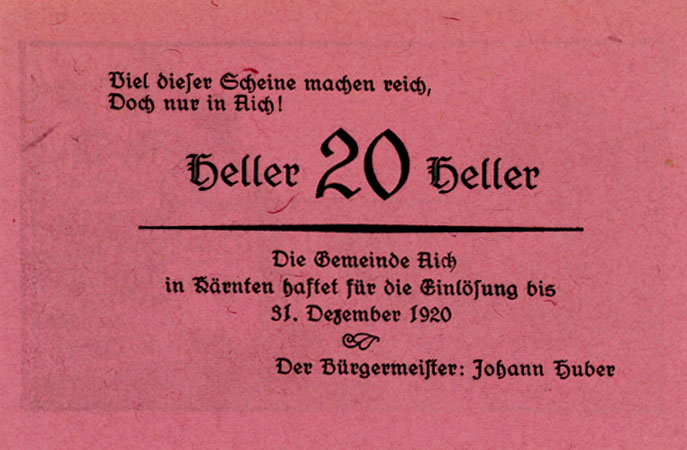 Viel dieser Scheine machen reich,
Doch nur in Aich!
Heller 20 Heller
Die Gemeinde Aich
in Kärnten haftet für die Einlösung bis
31. Dezember 1920
Der Bürgermeister: Johann Huber